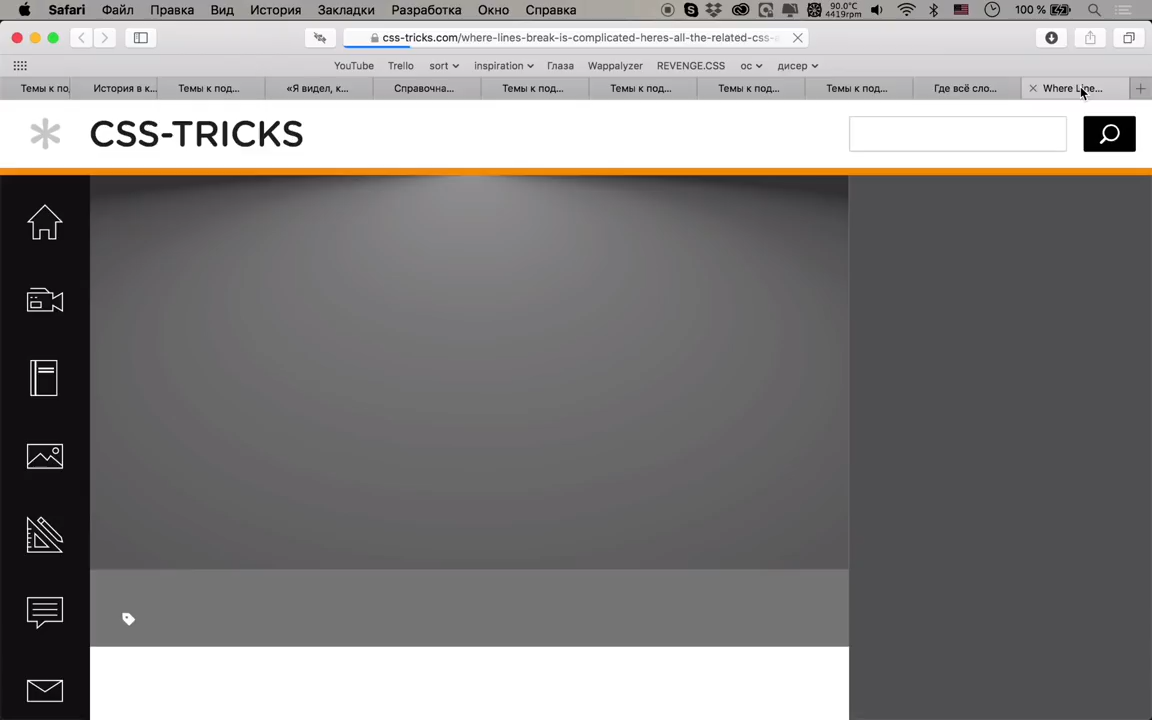 Safari Файл Правка Вид История Закладки Разработка Окно Справка 90.0°C 4419rpm 100 %
css-tricks.com/where-lines-break-is-complicated-heres-all-the-related-css-
YouTube Trello sort inspiration Глаза Wappalyzer REVENGE.CSS ос дисер
Темы к по История в к... Темы к под... «Я видел, к... Справочна... Темы к под... Темы к под... Темы к под... Темы к под... Где всё сло... Where Line...
CSS-TRICKS